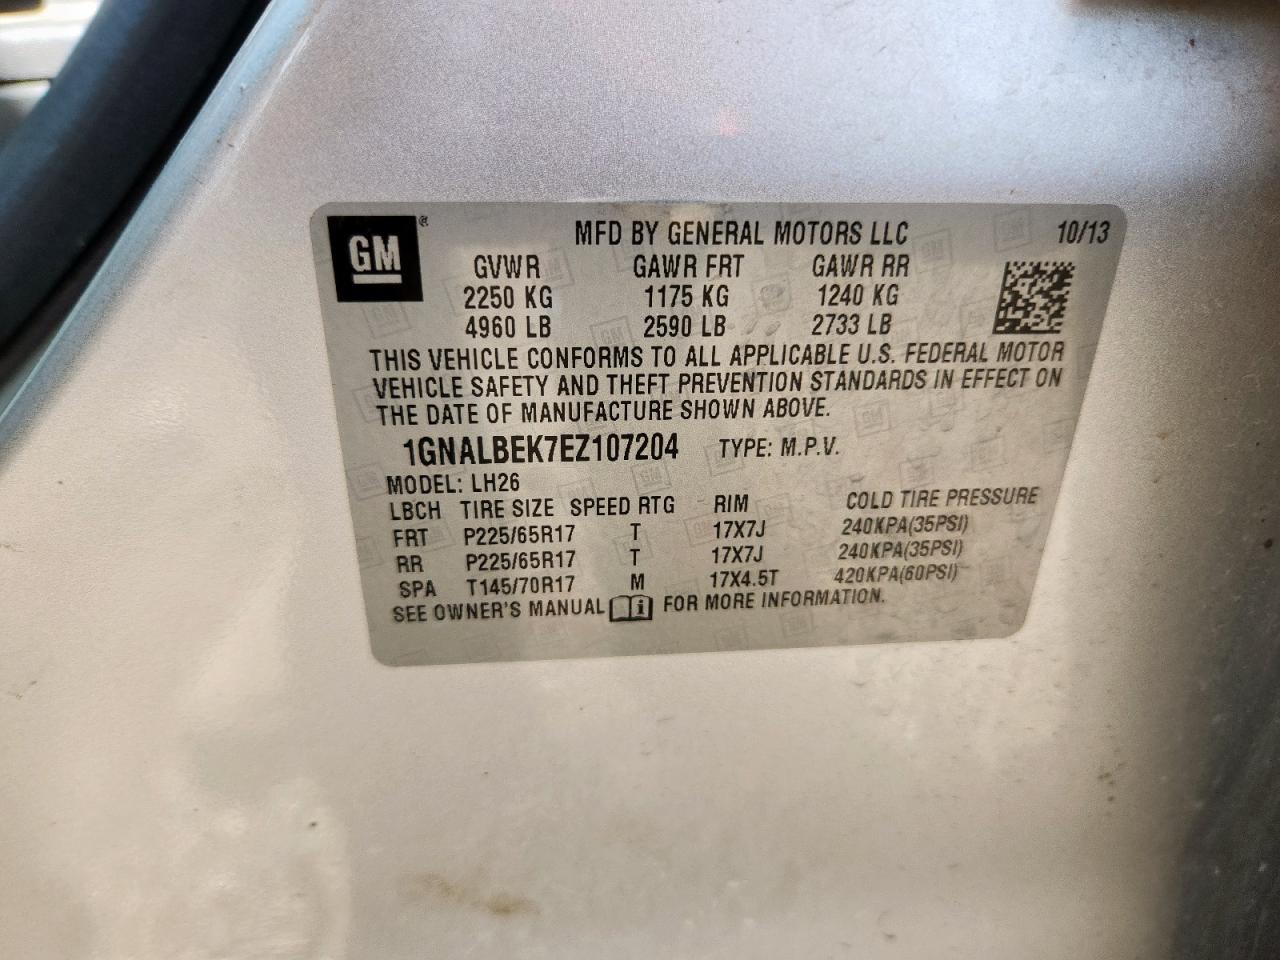 GM ®
MFD BY GENERAL MOTORS LLC 10/13
GVWR GAWR FRT GAWR RR
2250 KG 1175 KG 1240 KG
4960 LB 2590 LB 2733 LB
THIS VEHICLE CONFORMS TO ALL APPLICABLE U.S. FEDERAL MOTOR
VEHICLE SAFETY AND THEFT PREVENTION STANDARDS IN EFFECT ON
THE DATE OF MANUFACTURE SHOWN ABOVE.
1GNALBEK7EZ107204 TYPE: M.P.V.
MODEL: LH26
LBCH TIRE SIZE SPEED RTG RIM COLD TIRE PRESSURE
FRT P225/65R17 T 17X7J 240KPA(35PSI)
RR P225/65R17 T 17X7J 240KPA(35PSI)
SPA T145/70R17 M 17X4.5T 420KPA(60PSI)
SEE OWNER'S MANUAL i FOR MORE INFORMATION.